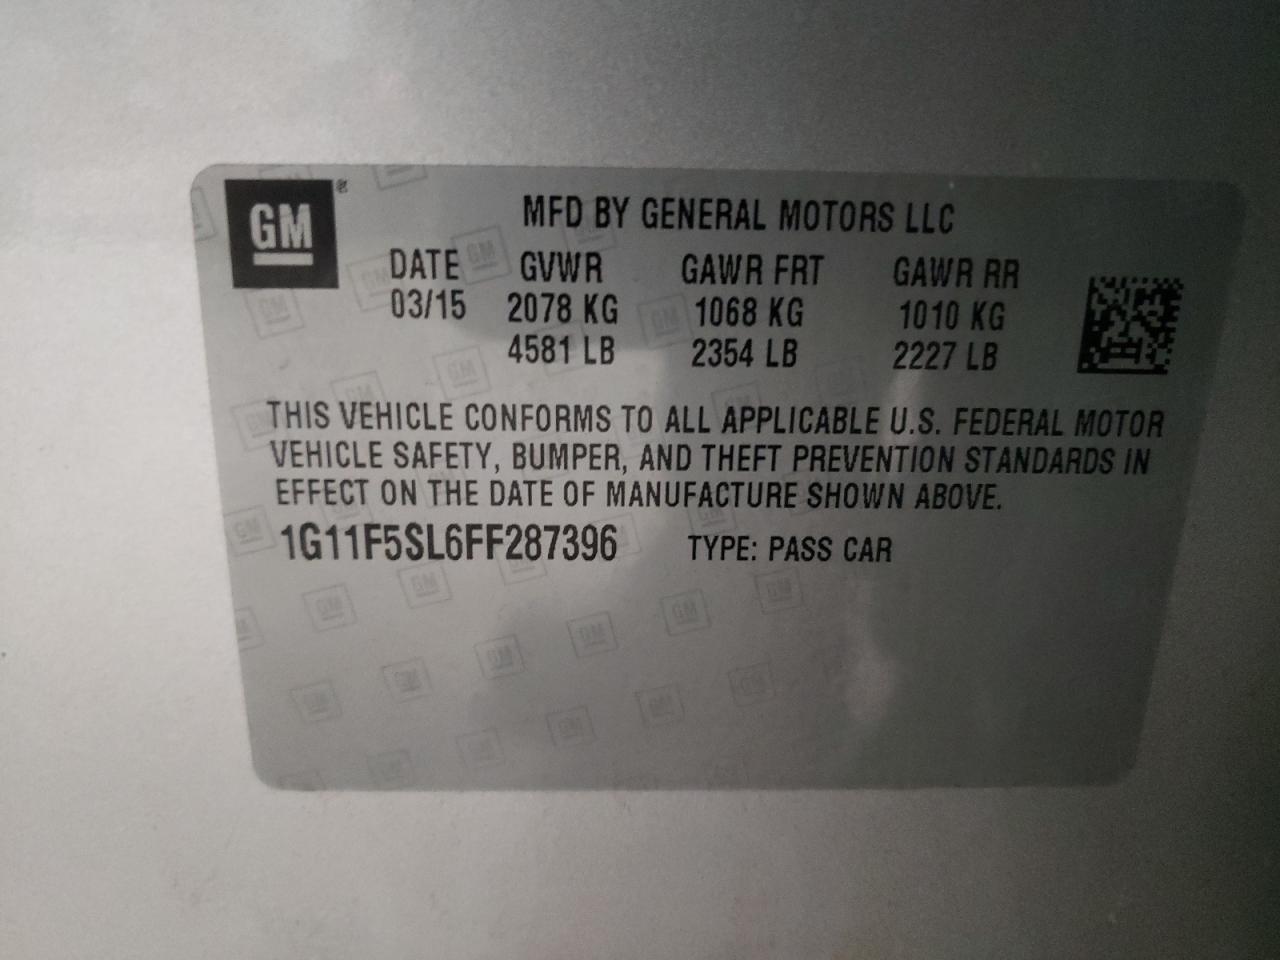 GM ®
MFD BY GENERAL MOTORS LLC
DATE GVWR GAWR FRT GAWR RR
03/15 2078 KG 1068 KG 1010 KG
4581 LB 2354 LB 2227 LB
THIS VEHICLE CONFORMS TO ALL APPLICABLE U.S. FEDERAL MOTOR
VEHICLE SAFETY, BUMPER, AND THEFT PREVENTION STANDARDS IN
EFFECT ON THE DATE OF MANUFACTURE SHOWN ABOVE.
1G11F5SL6FF287396 TYPE: PASS CAR